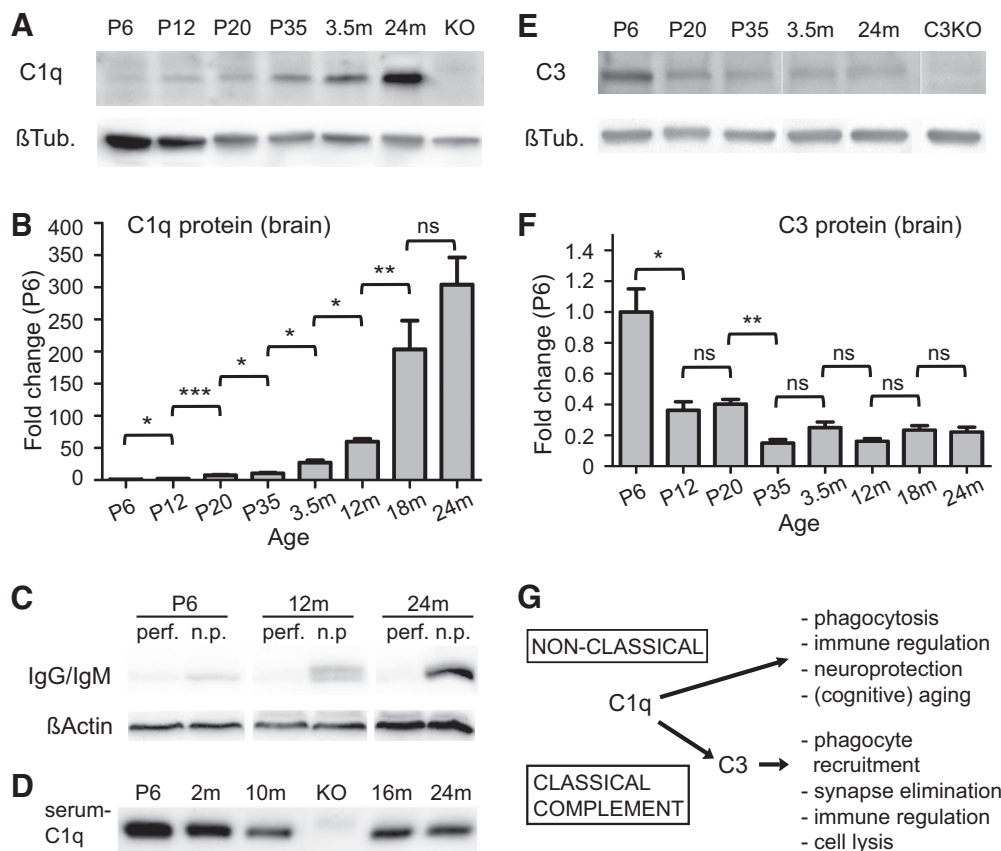 A
P6 P12 P20 P35 3.5m 24m KO
C1q
ßTub.
B
C1q protein (brain)
Fold change (P6)
400
350
300
250
200
150
100
50
0
* *** * * * ** ns
P6 P12 P20 P35 3.5m 12m 18m 24m
Age
C
P6 12m 24m
perf. n.p. perf. n.p perf. n.p.
IgG/IgM
ßActin
D
P6 2m 10m KO 16m 24m
serum-
C1q
E
P6 P20 P35 3.5m 24m C3KO
C3
ßTub.
F
C3 protein (brain)
Fold change (P6)
1.4
1.2
1.0
0.8
0.6
0.4
0.2
0
* ns ** ns ns ns ns
P6 P12 P20 P35 3.5m 12m 18m 24m
Age
G
NON-CLASSICAL
C1q
- phagocytosis
- immune regulation
- neuroprotection
- (cognitive) aging
CLASSICAL
COMPLEMENT
C3
- phagocyte
recruitment
- synapse elimination
- immune regulation
- cell lysis